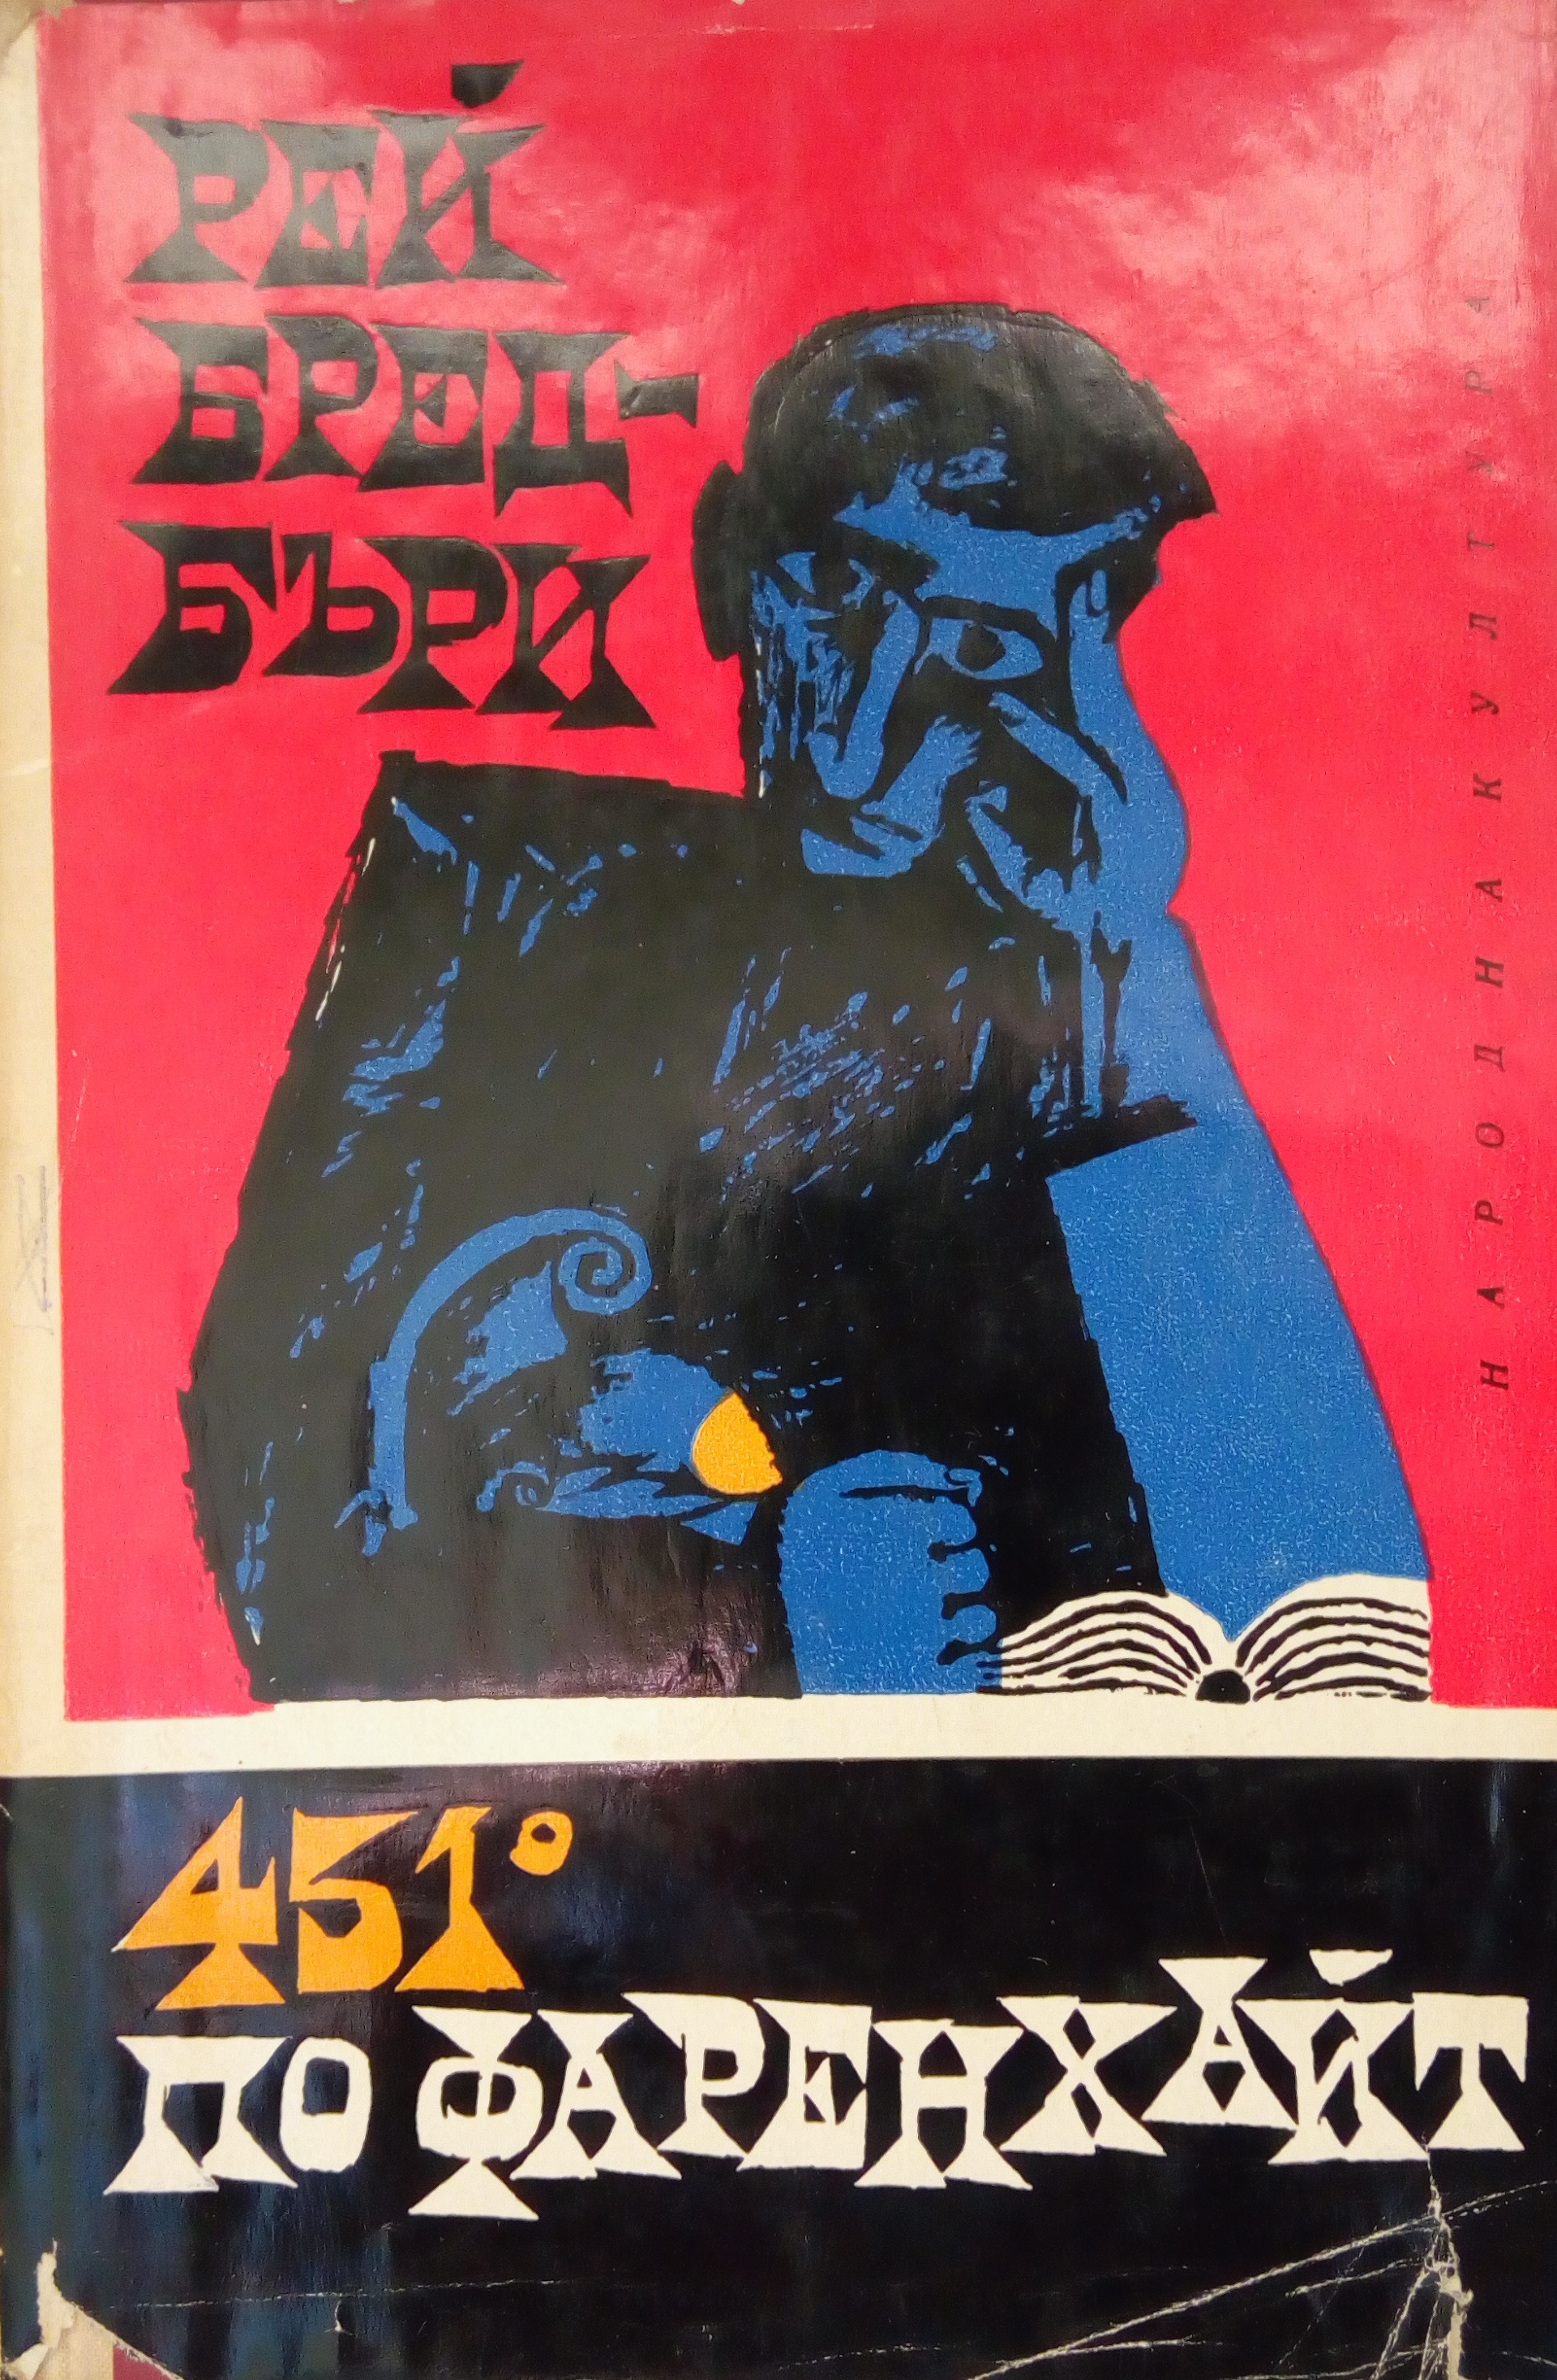 РЕЙ
БРЕД-
БЪРИ
НАРОДНА КУЛТУРА
451°
ПО ФАРЕНХАЙТ